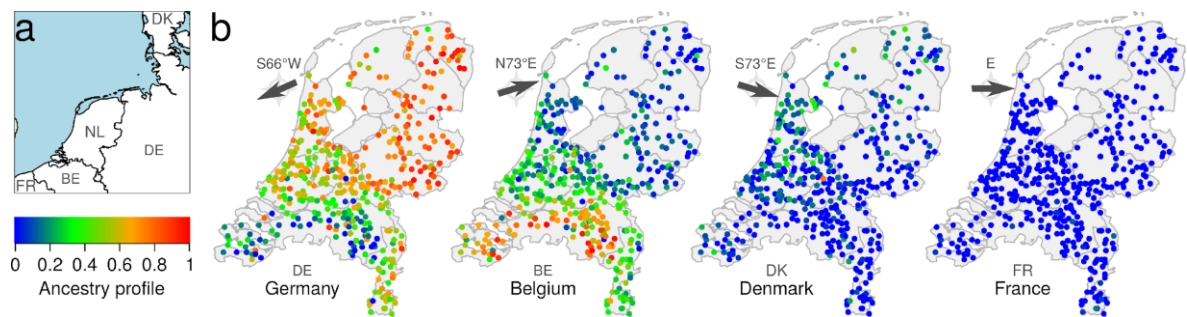 a
DK
NL
DE
BE
FR
0 0.2 0.4 0.6 0.8 1
Ancestry profile
b
S66°W
DE
Germany
N73°E
BE
Belgium
S73°E
DK
Denmark
E
FR
France